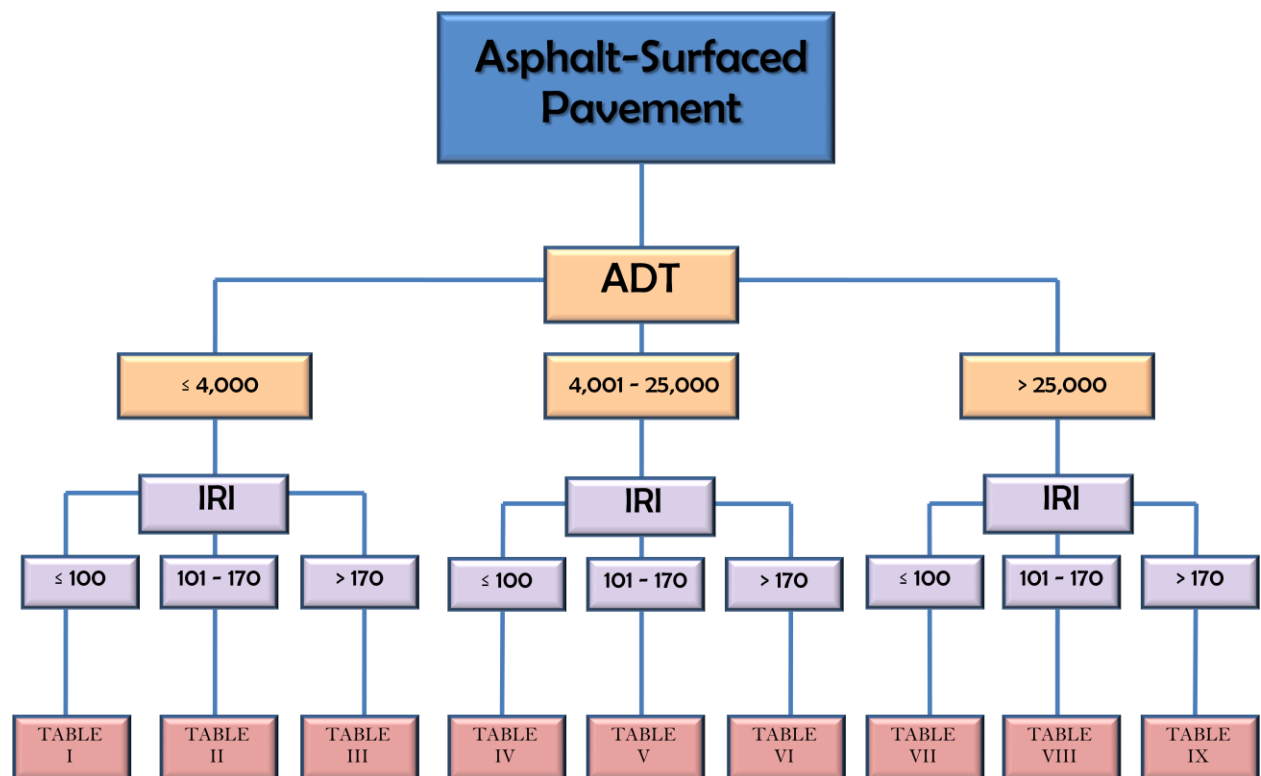 Asphalt-Surfaced
Pavement
ADT
≤ 4,000
4,001 - 25,000
> 25,000
IRI
IRI
IRI
≤ 100
101 - 170
> 170
≤ 100
101 - 170
> 170
≤ 100
101 - 170
> 170
TABLE
I
TABLE
II
TABLE
III
TABLE
IV
TABLE
V
TABLE
VI
TABLE
VII
TABLE
VIII
TABLE
IX